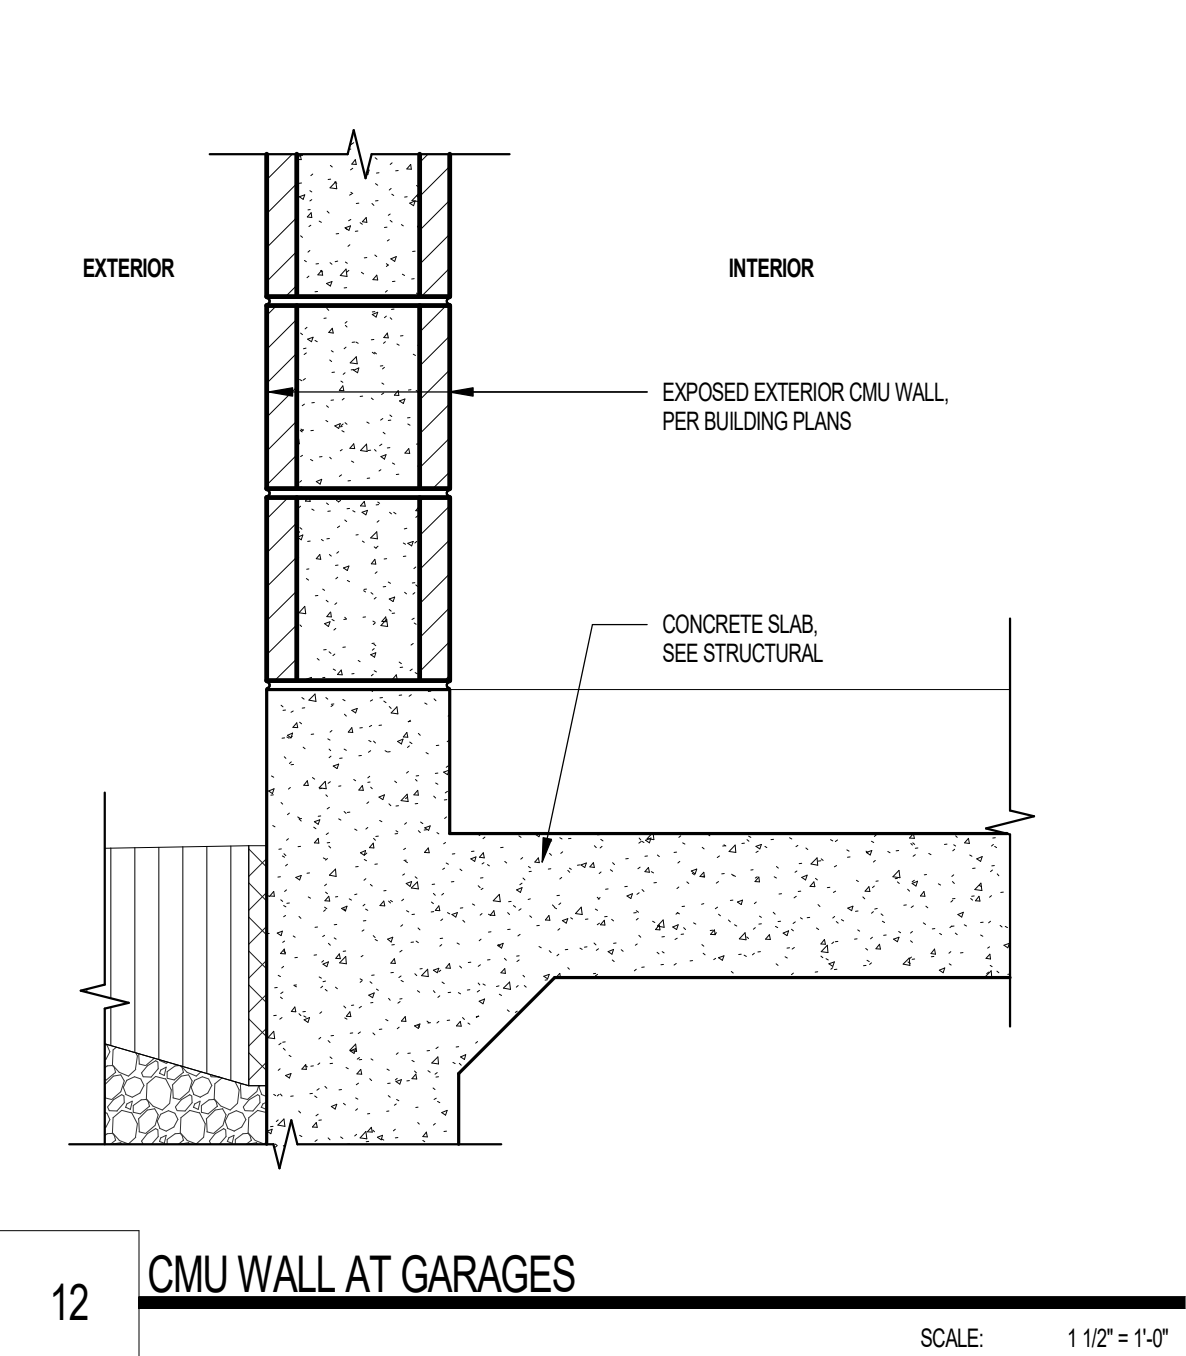 EXTERIOR
INTERIOR
EXPOSED EXTERIOR CMU WALL,
PER BUILDING PLANS
CONCRETE SLAB,
SEE STRUCTURAL
12
CMU WALL AT GARAGES
SCALE: 1 1/2" = 1'-0"